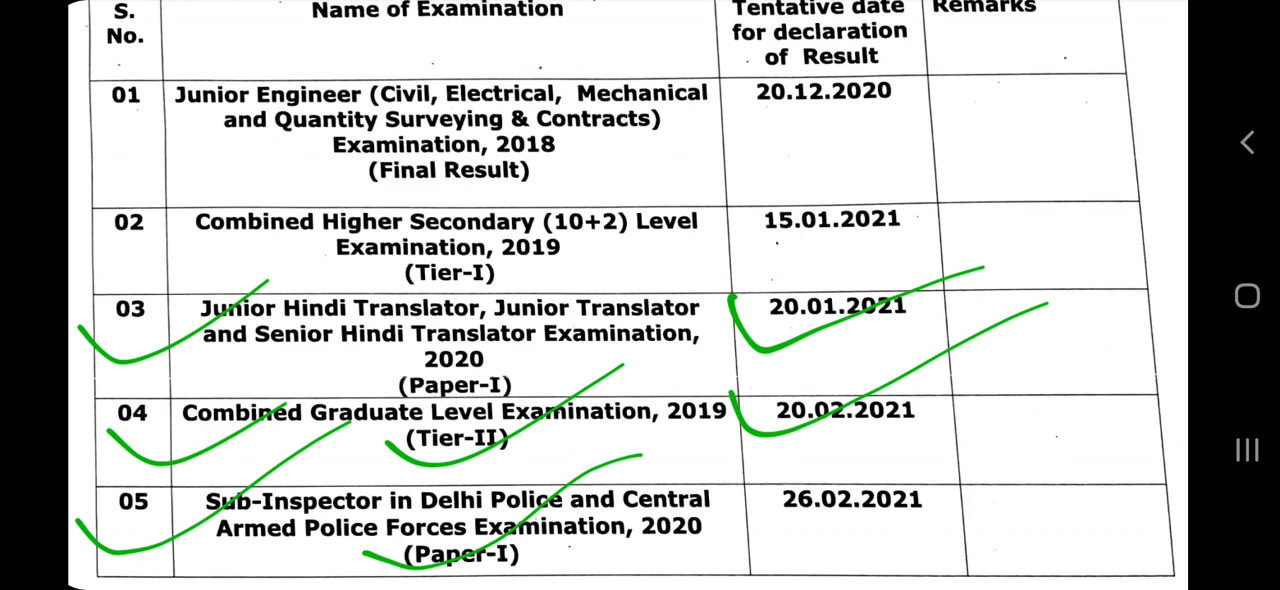 S. No.
Name of Examination
Tentative date for declaration of Result
Remarks
01
Junior Engineer (Civil, Electrical, Mechanical
and Quantity Surveying & Contracts)
Examination, 2018
(Final Result)
20.12.2020
02
Combined Higher Secondary (10+2) Level
Examination, 2019
(Tier-I)
15.01.2021
03
Junior Hindi Translator, Junior Translator
and Senior Hindi Translator Examination,
2020
(Paper-I)
20.01.2021
04
Combined Graduate Level Examination, 2019
(Tier-II)
20.02.2021
05
Sub-Inspector in Delhi Police and Central
Armed Police Forces Examination, 2020
(Paper-I)
26.02.2021